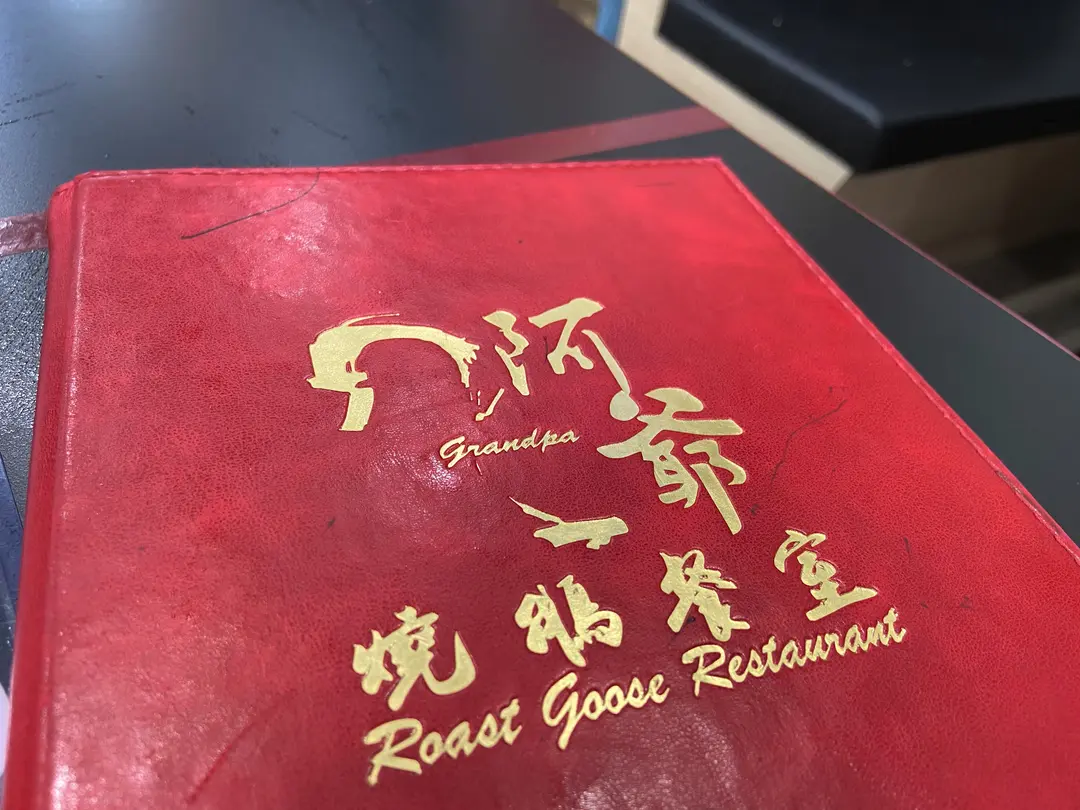 阿爺
Grandpa
燒鵝餐室
Roast Goose Restaurant